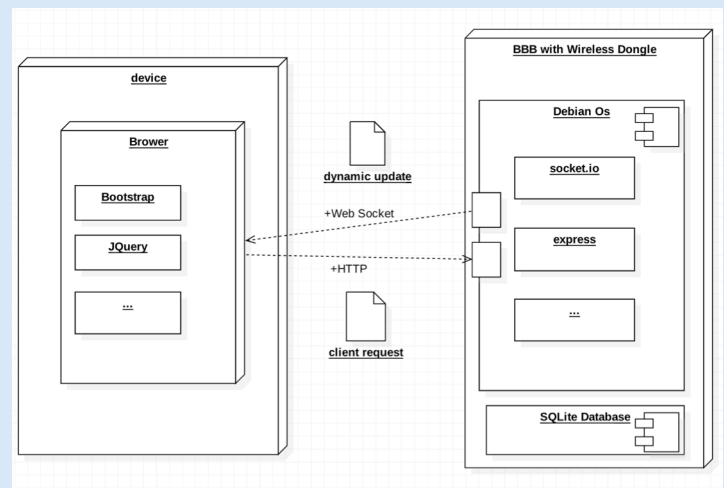 device
Brower
Bootstrap
JQuery
...
dynamic update
+Web Socket
+HTTP
client request
BBB with Wireless Dongle
Debian Os
socket.io
express
...
SQLite Database